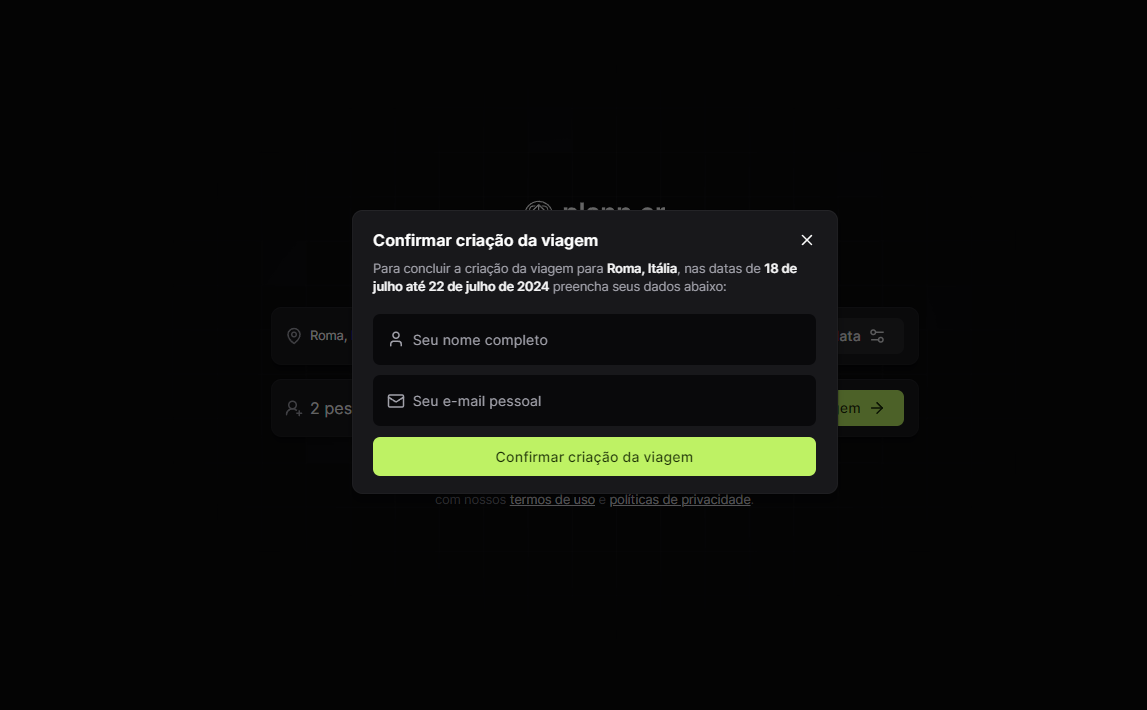 plann.er
Confirmar criação da viagem
Para concluir a criação da viagem para Roma, Itália, nas datas de 18 de
julho até 22 de julho de 2024 preencha seus dados abaixo:
Seu nome completo
Roma,
ata
Seu e-mail pessoal
2 pes
em
Confirmar criação da viagem
com nossos termos de uso e políticas de privacidade.